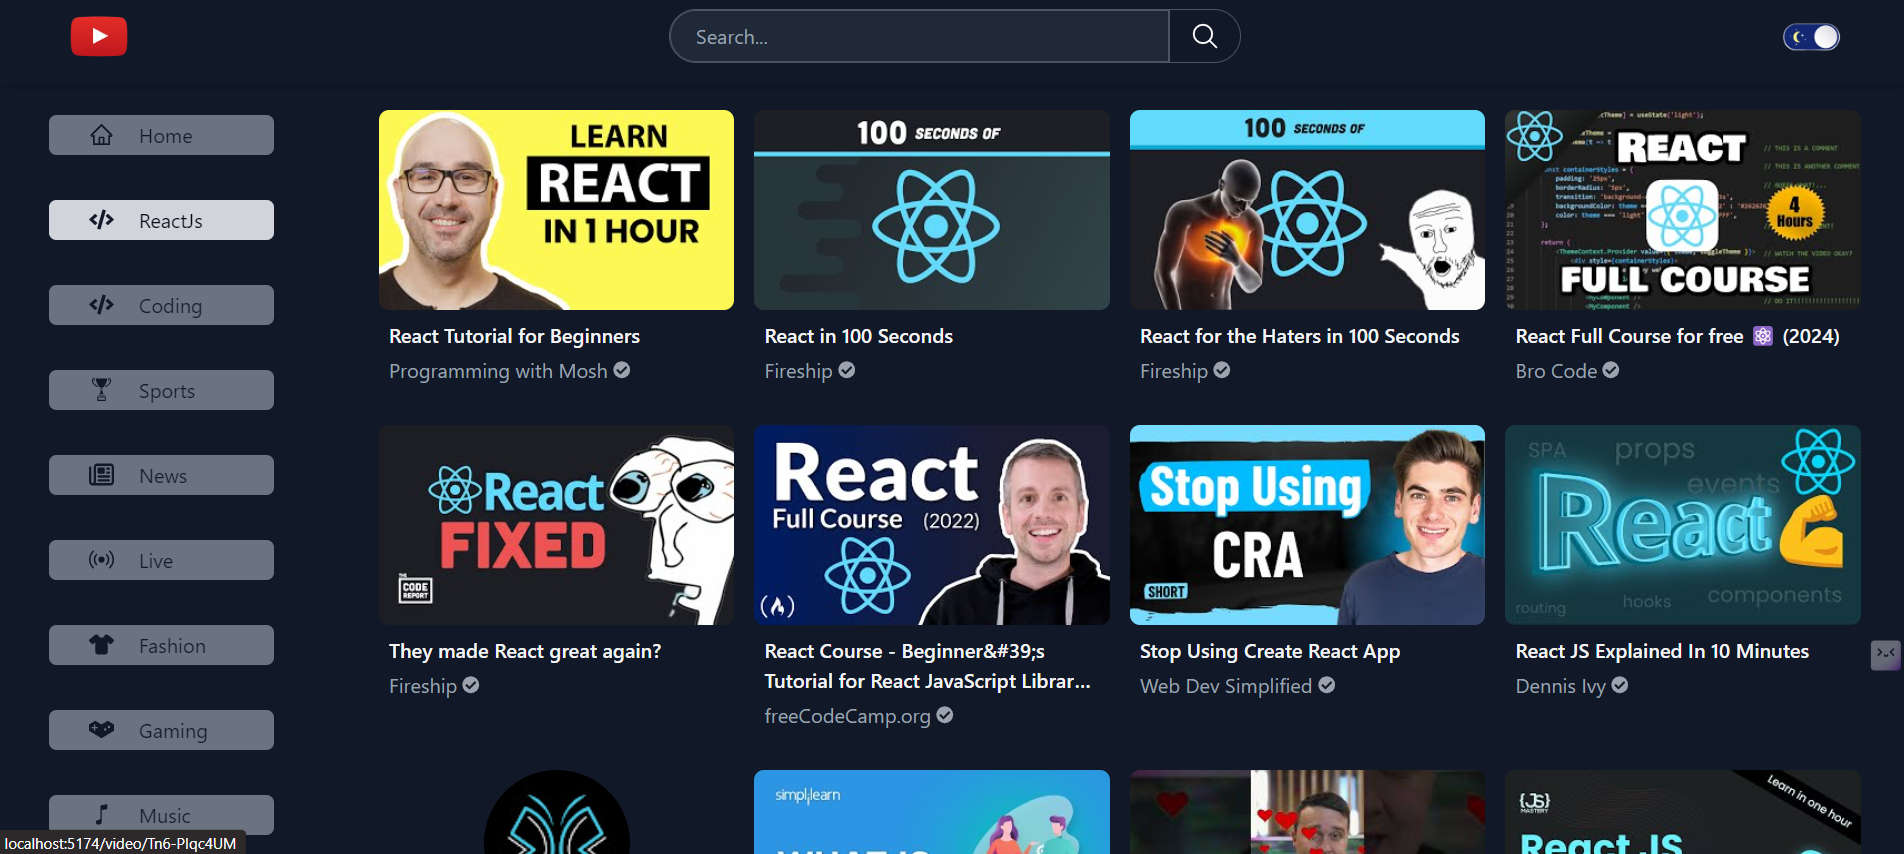 Search...
Home
ReactJs
Coding
Sports
News
Live
Fashion
Gaming
Music
LEARN
REACT
IN 1 HOUR
React Tutorial for Beginners
Programming with Mosh
100 SECONDS OF
React in 100 Seconds
Fireship
100 SECONDS OF
React for the Haters in 100 Seconds
Fireship
REACT
4
Hours
FULL COURSE
React Full Course for free (2024)
Bro Code
React
FIXED
THE
CODE
REPORT
They made React great again?
Fireship
React
Full Course (2022)
React Course - Beginner&#39;s
Tutorial for React JavaScript Librar...
freeCodeCamp.org
Stop Using
CRA
SHORT
Stop Using Create React App
Web Dev Simplified
SPA props
events
React
components
hooks
routing
React JS Explained In 10 Minutes
Dennis Ivy
simplilearn
WHAT IS
{JS}
MASTERY
Learn in one hour
React JS
localhost:5174/video/Tn6-PIqc4UM